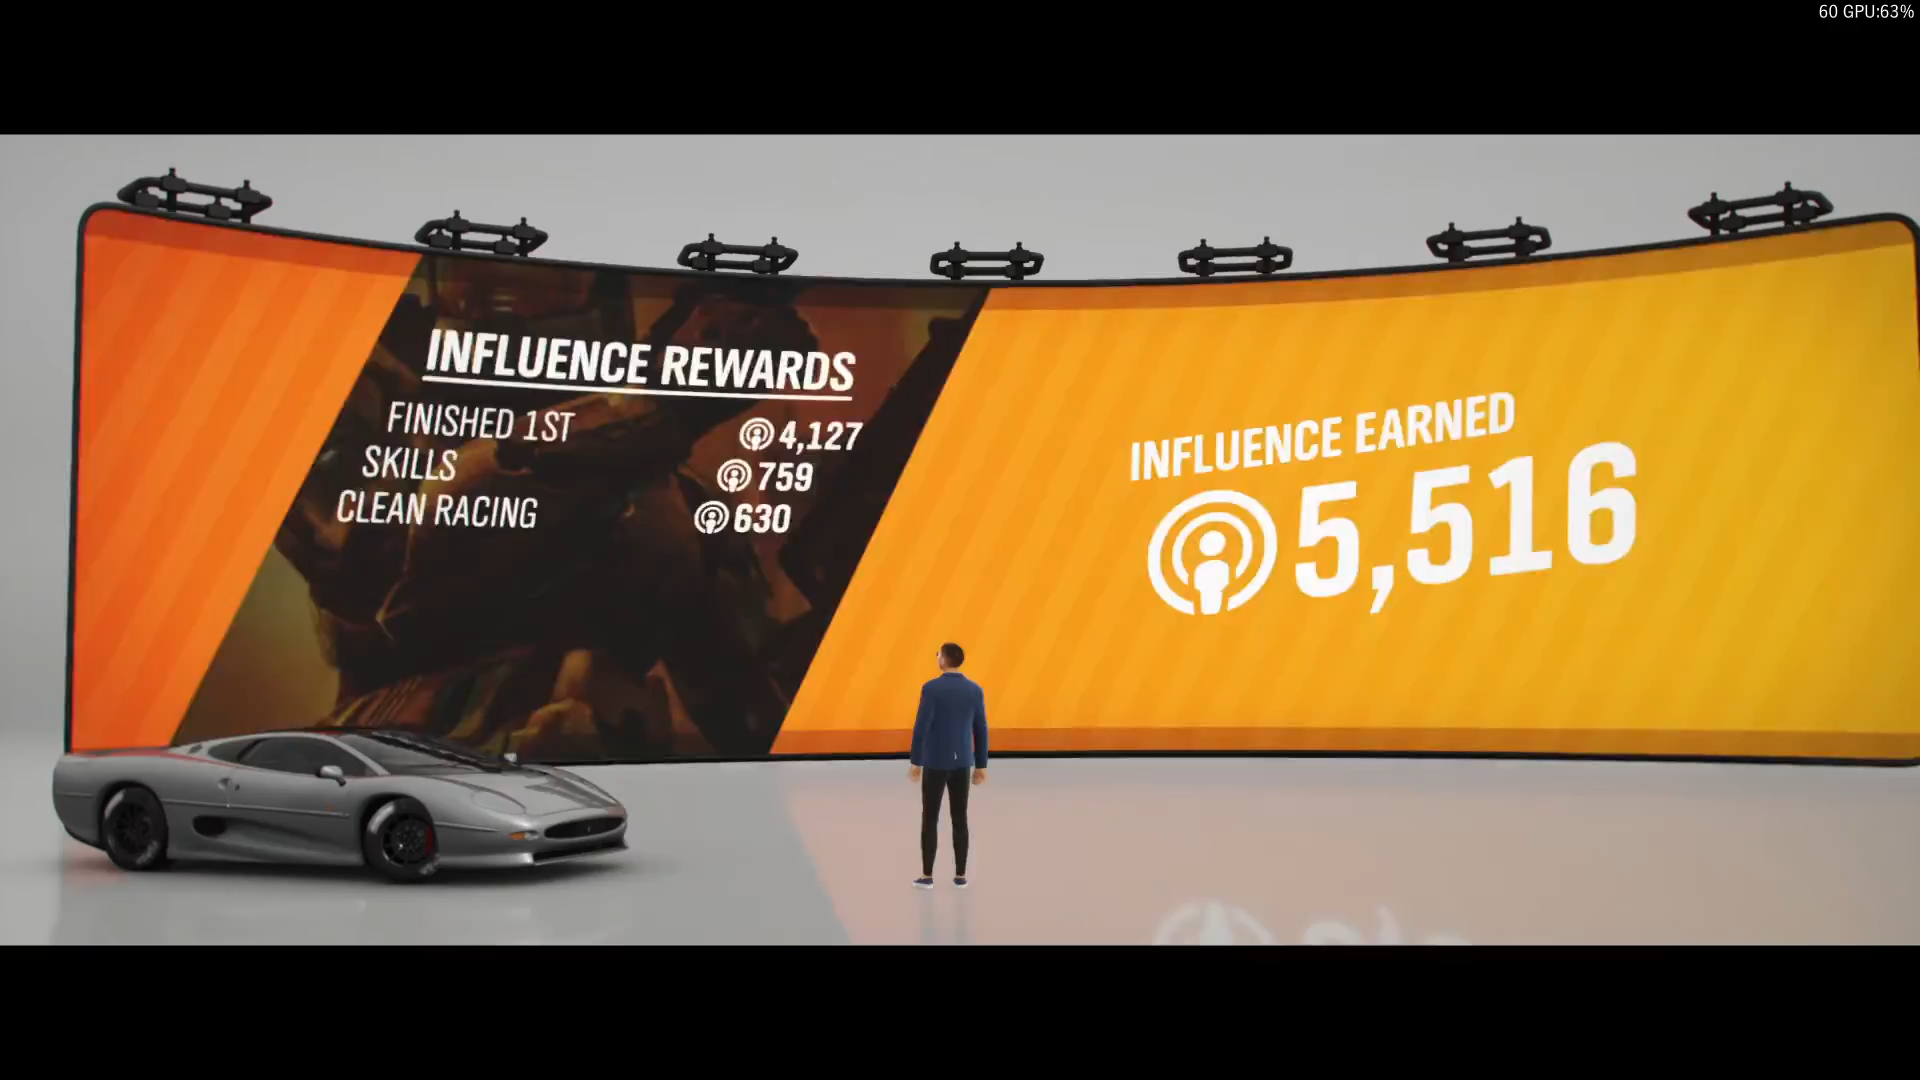 60 GPU:63%
INFLUENCE REWARDS
FINISHED 1ST 4,127
SKILLS 759
CLEAN RACING 630
INFLUENCE EARNED
5,516